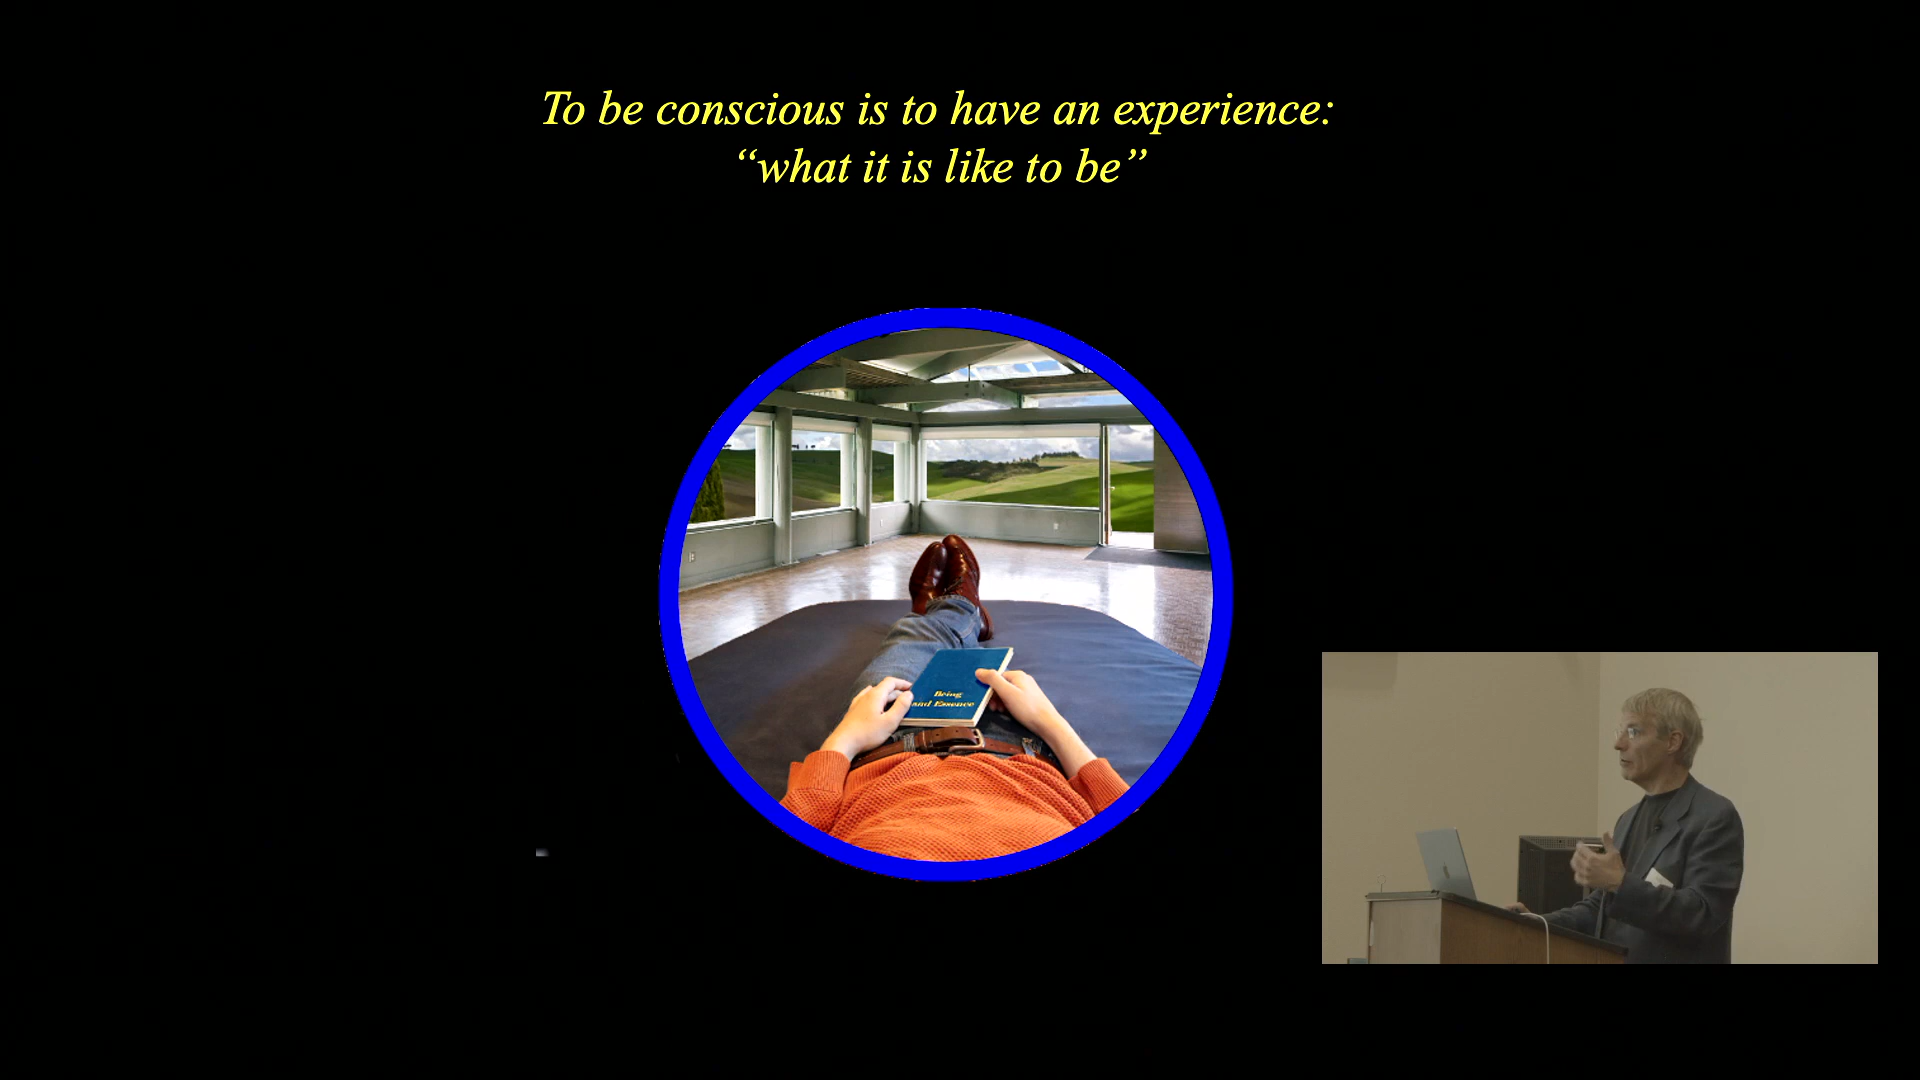 To be conscious is to have an experience:
“what it is like to be”
Being
and Essence